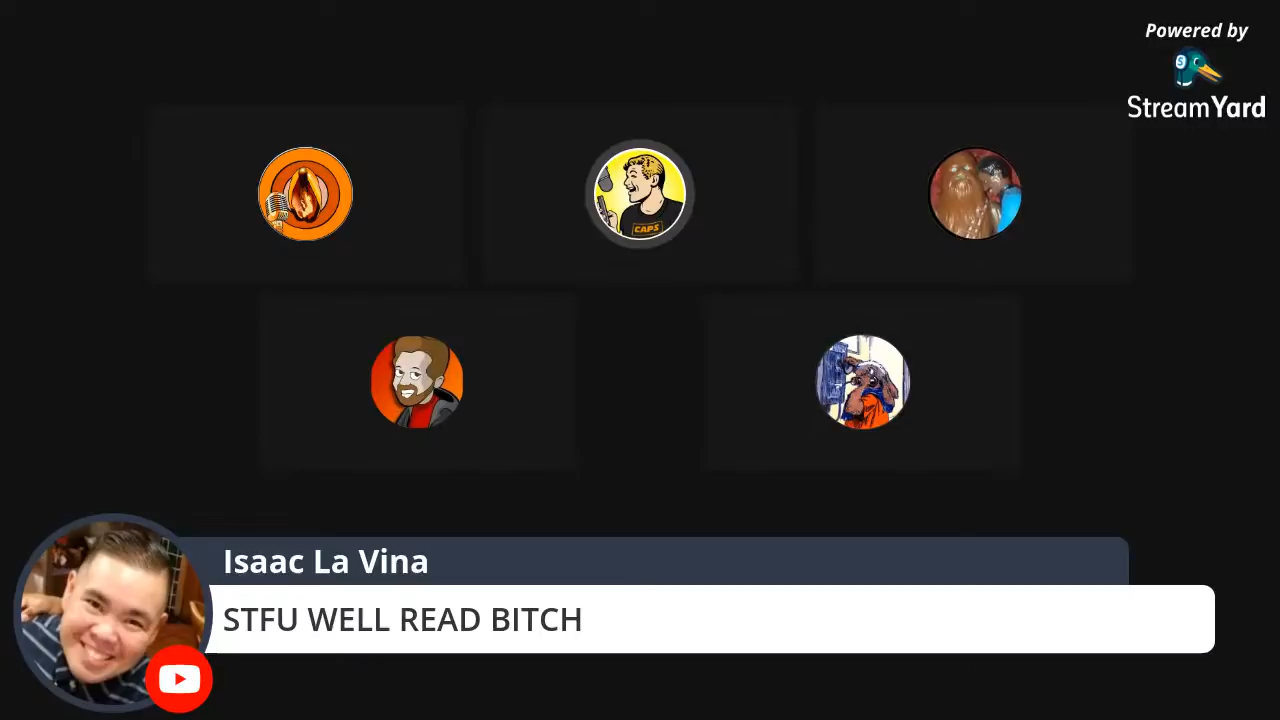 Powered by
StreamYard
CAPS
Isaac La Vina
STFU WELL READ BITCH